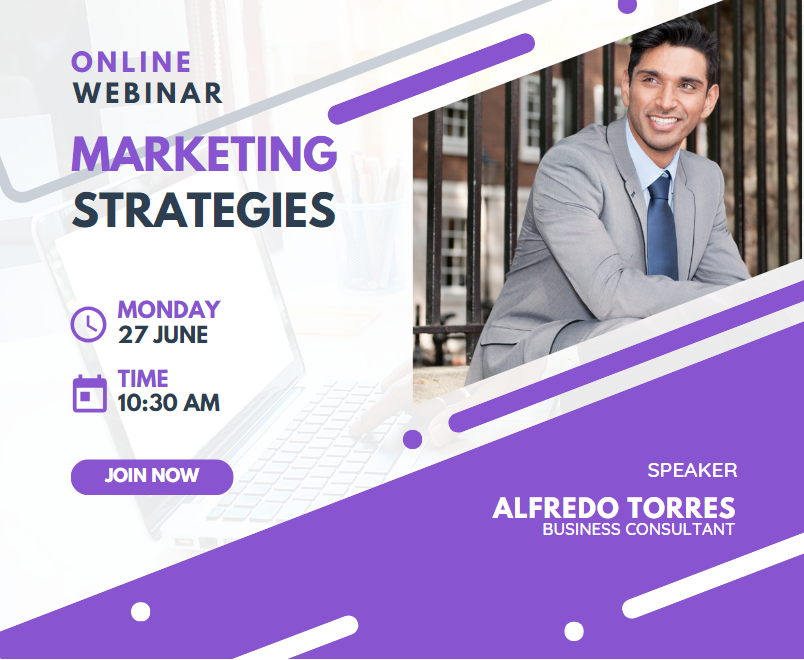 ONLINE
WEBINAR
MARKETING
STRATEGIES
MONDAY
27 JUNE
TIME
10:30 AM
JOIN NOW
SPEAKER
ALFREDO TORRES
BUSINESS CONSULTANT